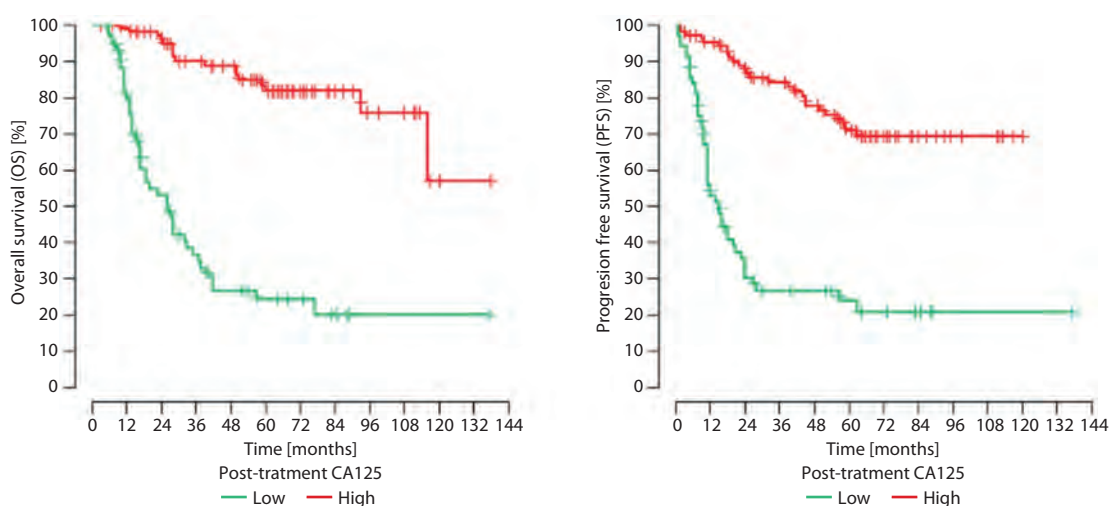 Overall survival (OS) [%]
100
90
80
70
60
50
40
30
20
10
0
0 12 24 36 48 60 72 84 96 108 120 132 144
Time [months]
Post-tratment CA125
Low High
Progresion free survival (PFS) [%]
100
90
80
70
60
50
40
30
20
10
0
0 12 24 36 48 60 72 84 96 108 120 132 144
Time [months]
Post-tratment CA125
Low High